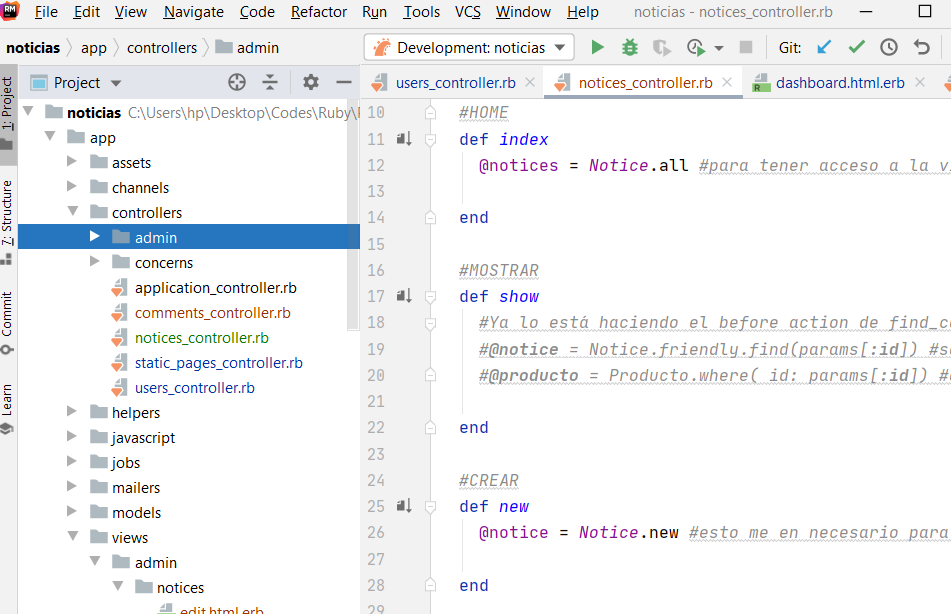 RM File Edit View Navigate Code Refactor Run Tools VCS Window Help noticias - notices_controller.rb
noticias app controllers admin Development: noticias Git:
Project users_controller.rb notices_controller.rb dashboard.html.erb
1: Project
7: Structure
Commit
Learn
noticias C:\Users\hp\Desktop\Codes\Ruby\
app
assets
channels
controllers
admin
concerns
application_controller.rb
comments_controller.rb
notices_controller.rb
static_pages_controller.rb
users_controller.rb
helpers
javascript
jobs
mailers
models
views
admin
notices
edit.html.erb
10 #HOME
11 def index
12 @notices = Notice.all #para tener acceso a la v
13
14 end
15
16 #MOSTRAR
17 def show
18 #Ya lo está haciendo el before action de find_c
19 #@notice = Notice.friendly.find(params[:id]) #s
20 #@producto = Producto.where( id: params[:id]) #
21
22 end
23
24 #CREAR
25 def new
26 @notice = Notice.new #esto me en necesario para
27
28 end
29